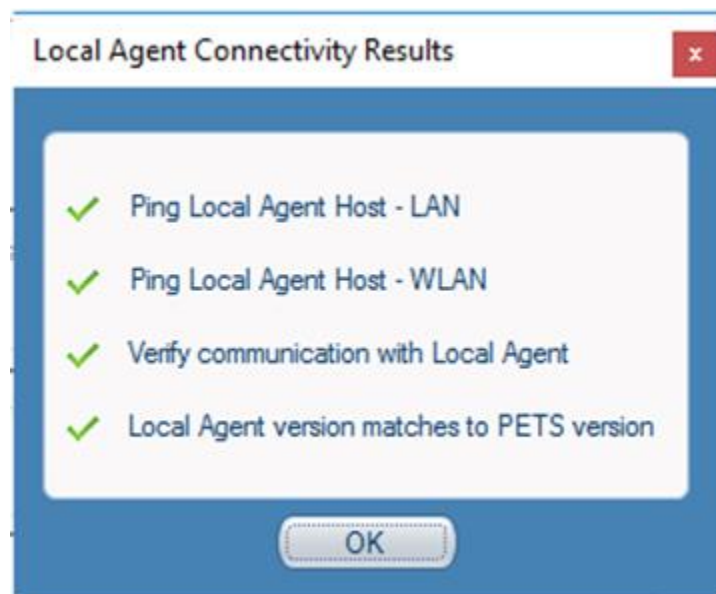 Local Agent Connectivity Results
x
Ping Local Agent Host - LAN
Ping Local Agent Host - WLAN
Verify communication with Local Agent
Local Agent version matches to PETS version
OK